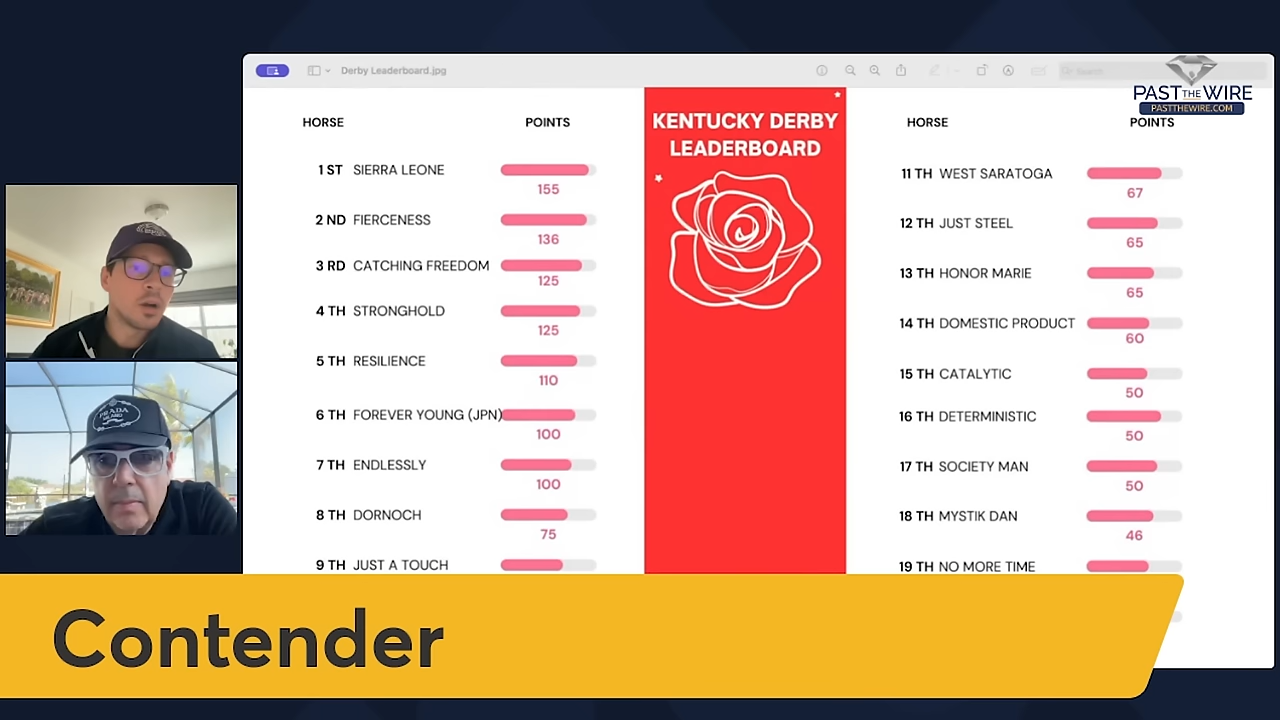 Derby Leaderboard.jpg
Search
PAST THE WIRE
PASTTHEWIRE.COM
HORSE POINTS
1 ST SIERRA LEONE
155
2 ND FIERCENESS
136
3 RD CATCHING FREEDOM
125
4 TH STRONGHOLD
125
5 TH RESILIENCE
110
6 TH FOREVER YOUNG (JPN)
100
7 TH ENDLESSLY
100
8 TH DORNOCH
75
9 TH JUST A TOUCH
KENTUCKY DERBY
LEADERBOARD
HORSE POINTS
11 TH WEST SARATOGA
67
12 TH JUST STEEL
65
13 TH HONOR MARIE
65
14 TH DOMESTIC PRODUCT
60
15 TH CATALYTIC
50
16 TH DETERMINISTIC
50
17 TH SOCIETY MAN
50
18 TH MYSTIK DAN
46
19 TH NO MORE TIME
PRADA
MILANO
Contender